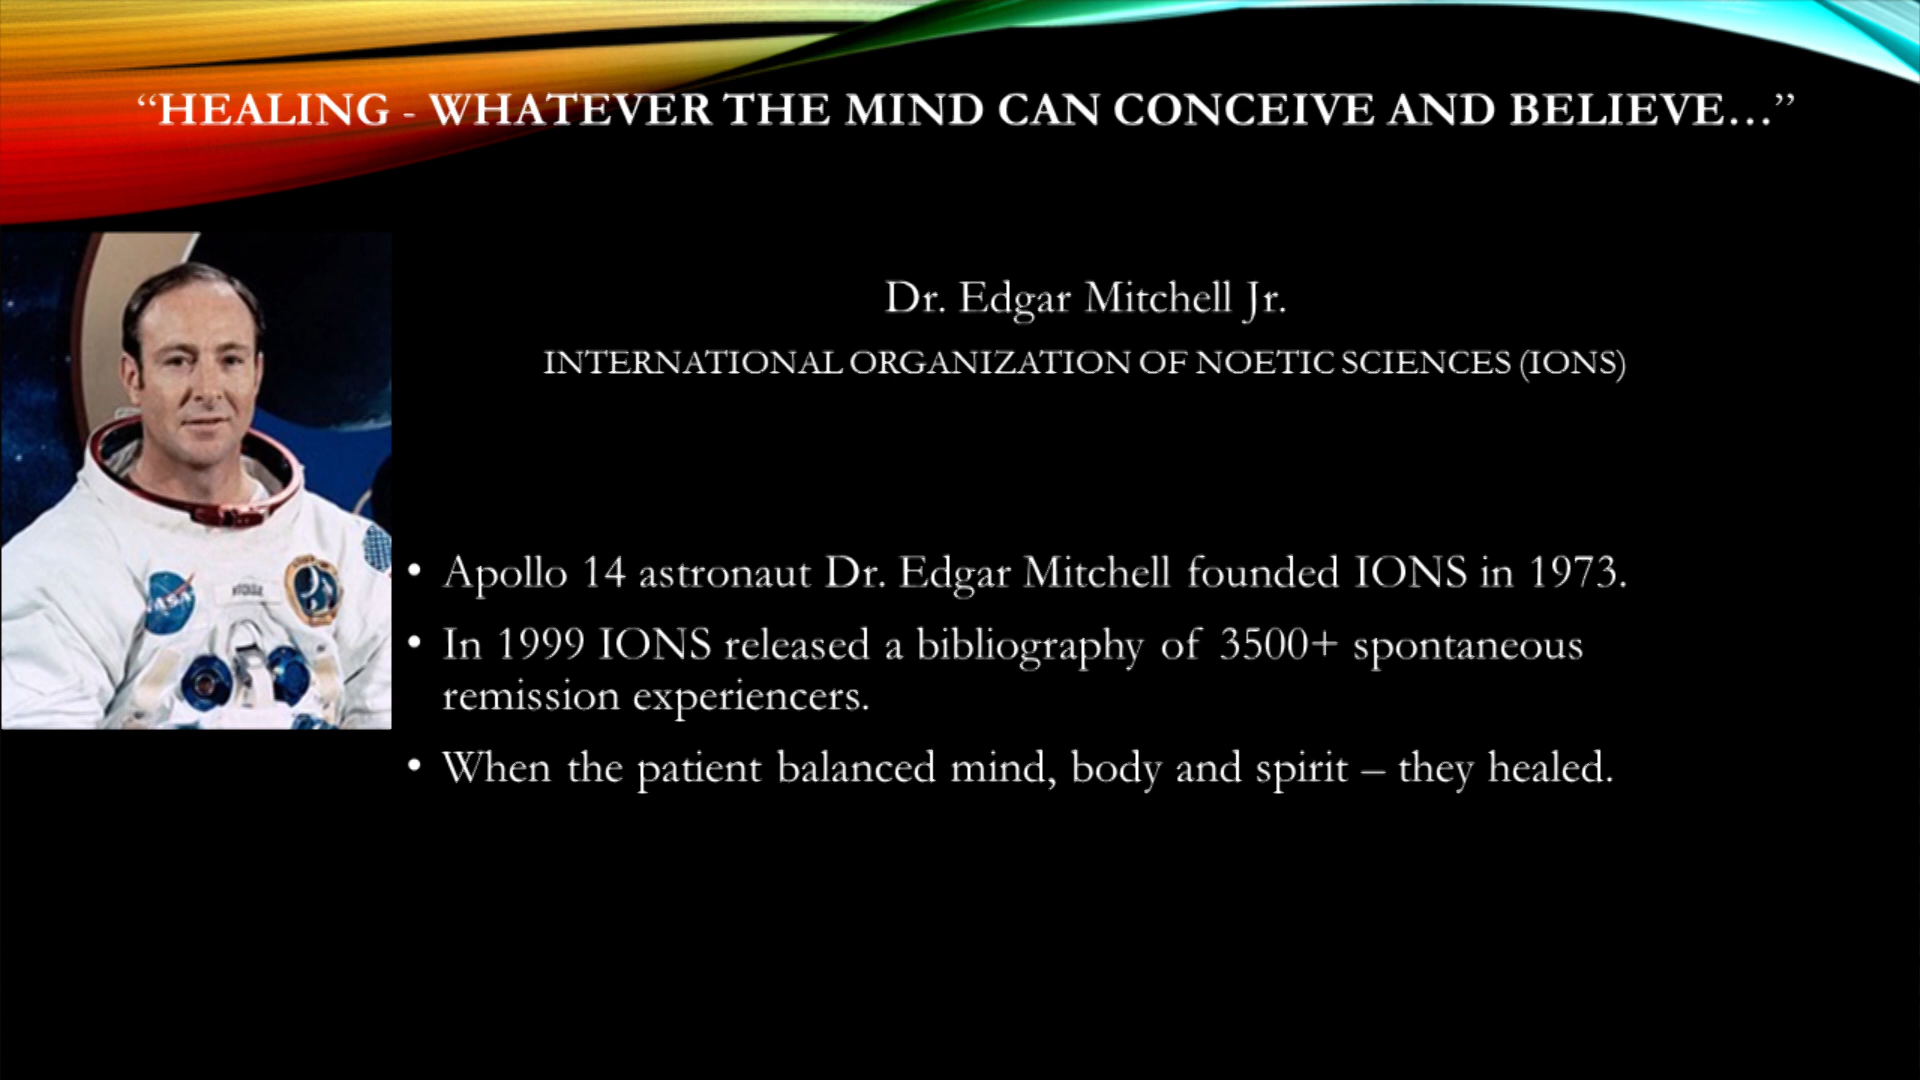 “HEALING - WHATEVER THE MIND CAN CONCEIVE AND BELIEVE…”
Dr. Edgar Mitchell Jr.
INTERNATIONAL ORGANIZATION OF NOETIC SCIENCES (IONS)
NASA
• Apollo 14 astronaut Dr. Edgar Mitchell founded IONS in 1973.
• In 1999 IONS released a bibliography of 3500+ spontaneous
remission experiencers.
• When the patient balanced mind, body and spirit – they healed.